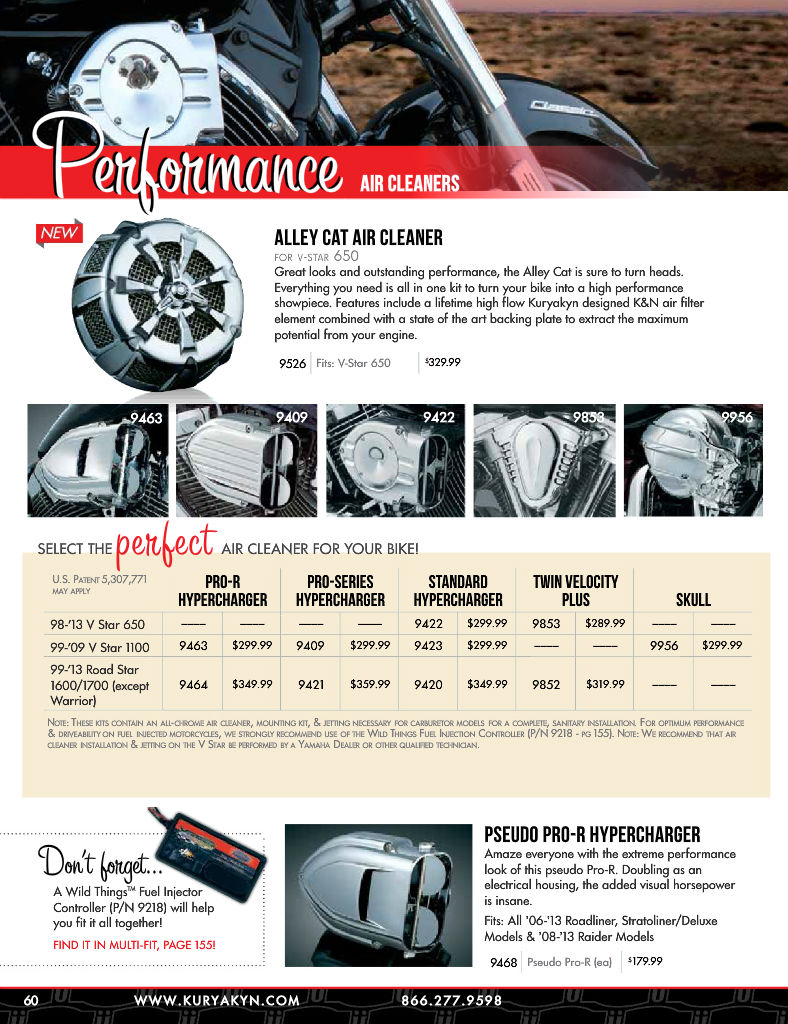 Classic
Performance AIR CLEANERS
NEW
ALLEY CAT AIR CLEANER
FOR V-STAR 650
Great looks and outstanding performance, the Alley Cat is sure to turn heads.
Everything you need is all in one kit to turn your bike into a high performance
showpiece. Features include a lifetime high flow Kuryakyn designed K&N air filter
element combined with a state of the art backing plate to extract the maximum
potential from your engine.
9526 Fits: V-Star 650 $329.99
9463 9409 9422 9853 9956
SELECT THE perfect AIR CLEANER FOR YOUR BIKE!
U.S. PATENT 5,307,771
MAY APPLY
PRO-R
HYPERCHARGER
PRO-SERIES
HYPERCHARGER
STANDARD
HYPERCHARGER
TWIN VELOCITY
PLUS
SKULL
98-'13 V Star 650 —— —— —— —— 9422 $299.99 9853 $289.99 —— ——
99-'09 V Star 1100 9463 $299.99 9409 $299.99 9423 $299.99 —— —— 9956 $299.99
99-'13 Road Star
1600/1700 (except
Warrior)
9464 $349.99 9421 $359.99 9420 $349.99 9852 $319.99 —— ——
NOTE: THESE KITS CONTAIN AN ALL-CHROME AIR CLEANER, MOUNTING KIT, & JETTING NECESSARY FOR CARBURETOR MODELS FOR A COMPLETE, SANITARY INSTALLATION. FOR OPTIMUM PERFORMANCE
& DRIVEABILITY ON FUEL INJECTED MOTORCYCLES, WE STRONGLY RECOMMEND USE OF THE WILD THINGS FUEL INJECTION CONTROLLER (P/N 9218 - PG 155). NOTE: WE RECOMMEND THAT AIR
CLEANER INSTALLATION & JETTING ON THE V STAR BE PERFORMED BY A YAMAHA DEALER OR OTHER QUALIFIED TECHNICIAN.
Don't forget...
A Wild Things™ Fuel Injector
Controller (P/N 9218) will help
you fit it all together!
FIND IT IN MULTI-FIT, PAGE 155!
PSEUDO PRO-R HYPERCHARGER
Amaze everyone with the extreme performance
look of this pseudo Pro-R. Doubling as an
electrical housing, the added visual horsepower
is insane.
Fits: All '06-'13 Roadliner, Stratoliner/Deluxe
Models & '08-'13 Raider Models
9468 Pseudo Pro-R (ea) $179.99
60 WWW.KURYAKYN.COM 866.277.9598